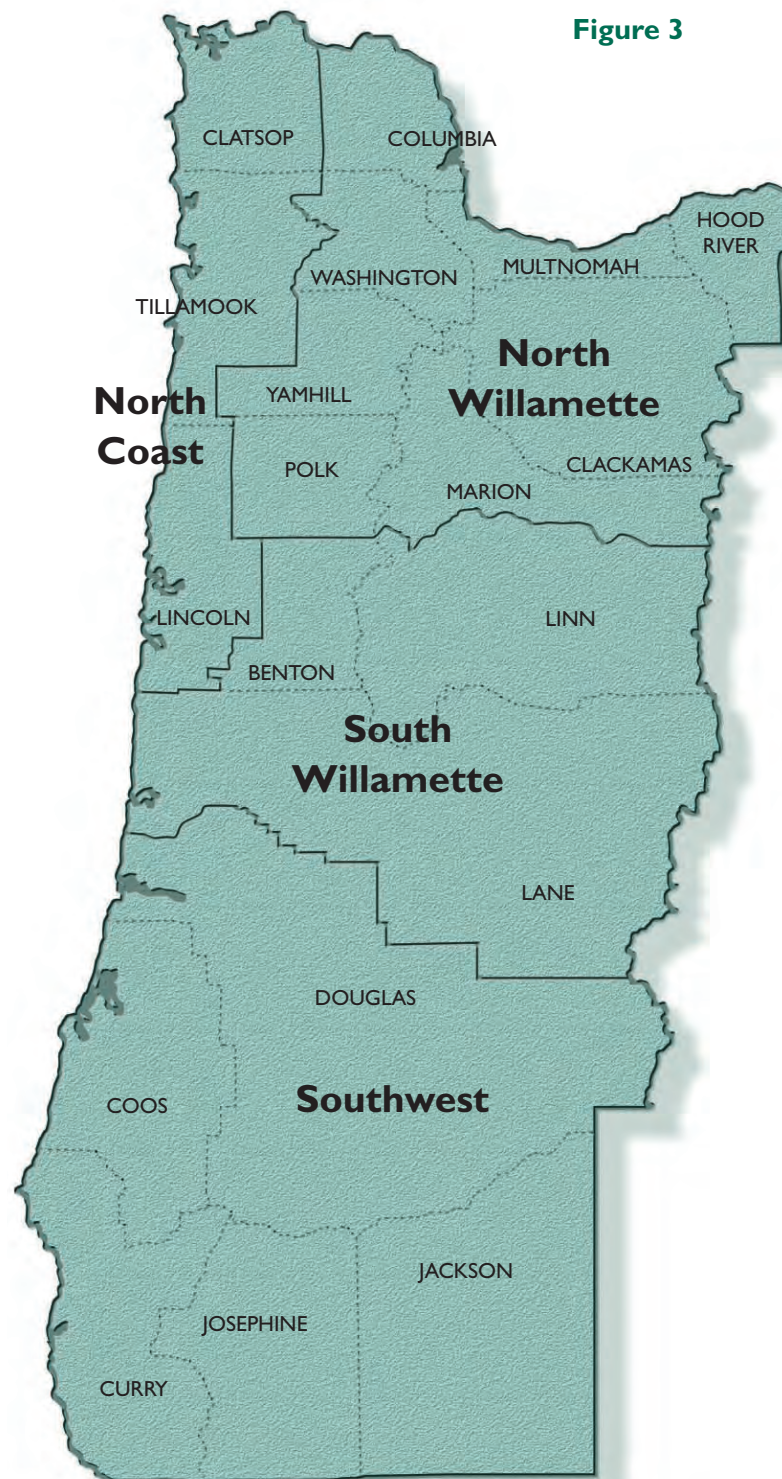 Figure 3
CLATSOP
COLUMBIA
HOOD
RIVER
WASHINGTON
MULTNOMAH
TILLAMOOK
North
Willamette
North
Coast
YAMHILL
CLACKAMAS
POLK
MARION
LINCOLN
LINN
BENTON
South
Willamette
LANE
DOUGLAS
COOS
Southwest
JACKSON
JOSEPHINE
CURRY